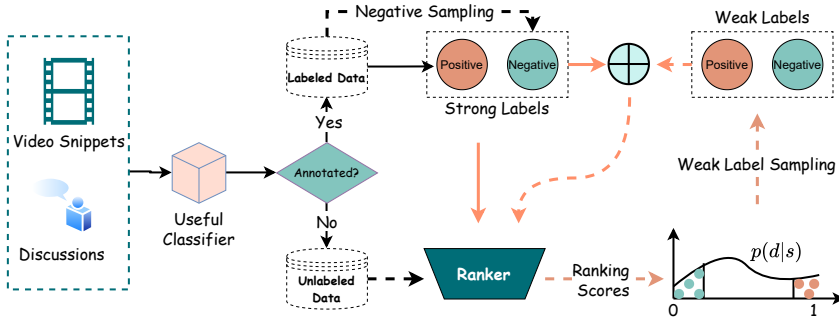 Negative Sampling
Weak Labels
Labeled Data
Positive
Negative
Positive
Negative
Strong Labels
Video Snippets
Yes
Annotated?
Weak Label Sampling
Useful
Classifier
Discussions
No
Unlabeled
Data
Ranker
Ranking
Scores
p(d|s)
0
1